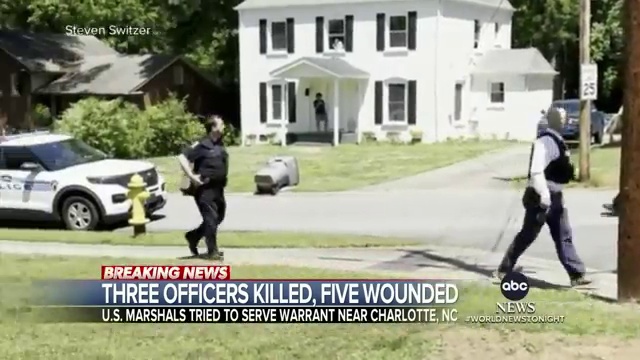 Steven Switzer
25
POLICE
BREAKING NEWS
THREE OFFICERS KILLED, FIVE WOUNDED
U.S. MARSHALS TRIED TO SERVE WARRANT NEAR CHARLOTTE, NC
abc
NEWS
#WORLDNEWSTONIGHT